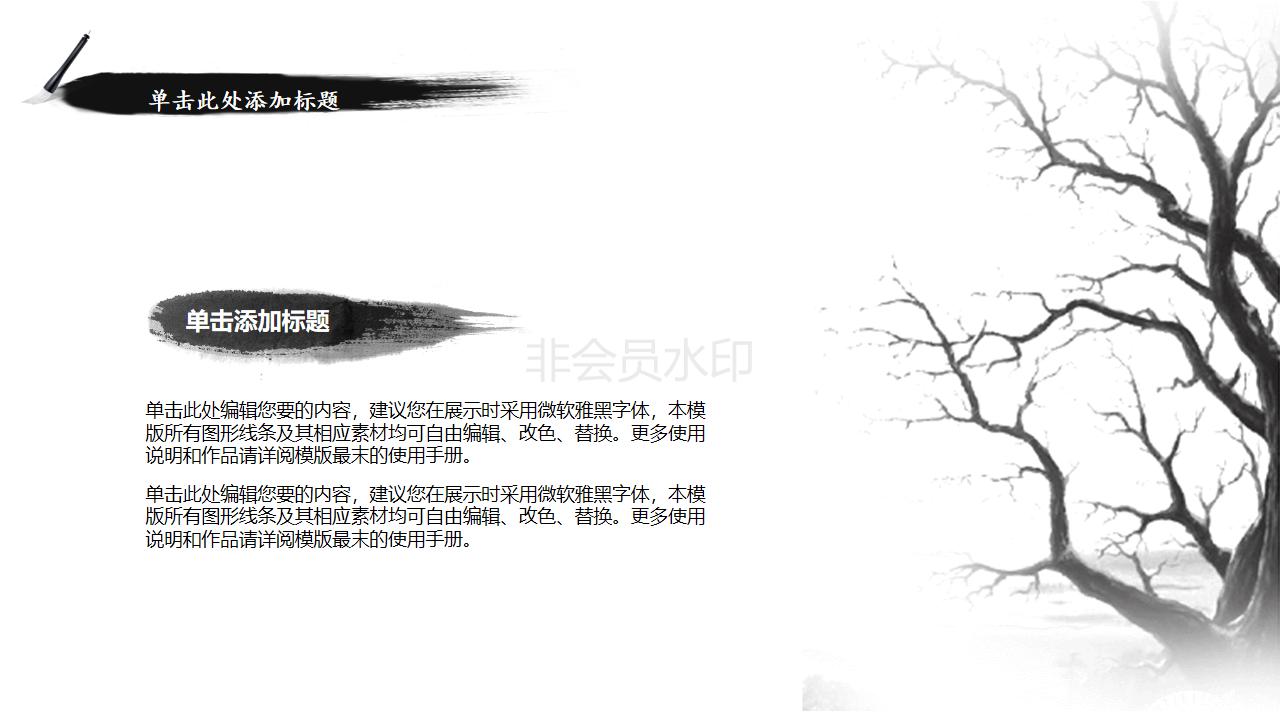 单击此处添加标题
单击添加标题
非会员水印
单击此处编辑您要的内容，建议您在展示时采用微软雅黑字体，本模
版所有图形线条及其相应素材均可自由编辑、改色、替换。更多使用
说明和作品请详阅模版最末的使用手册。
单击此处编辑您要的内容，建议您在展示时采用微软雅黑字体，本模
版所有图形线条及其相应素材均可自由编辑、改色、替换。更多使用
说明和作品请详阅模版最末的使用手册。